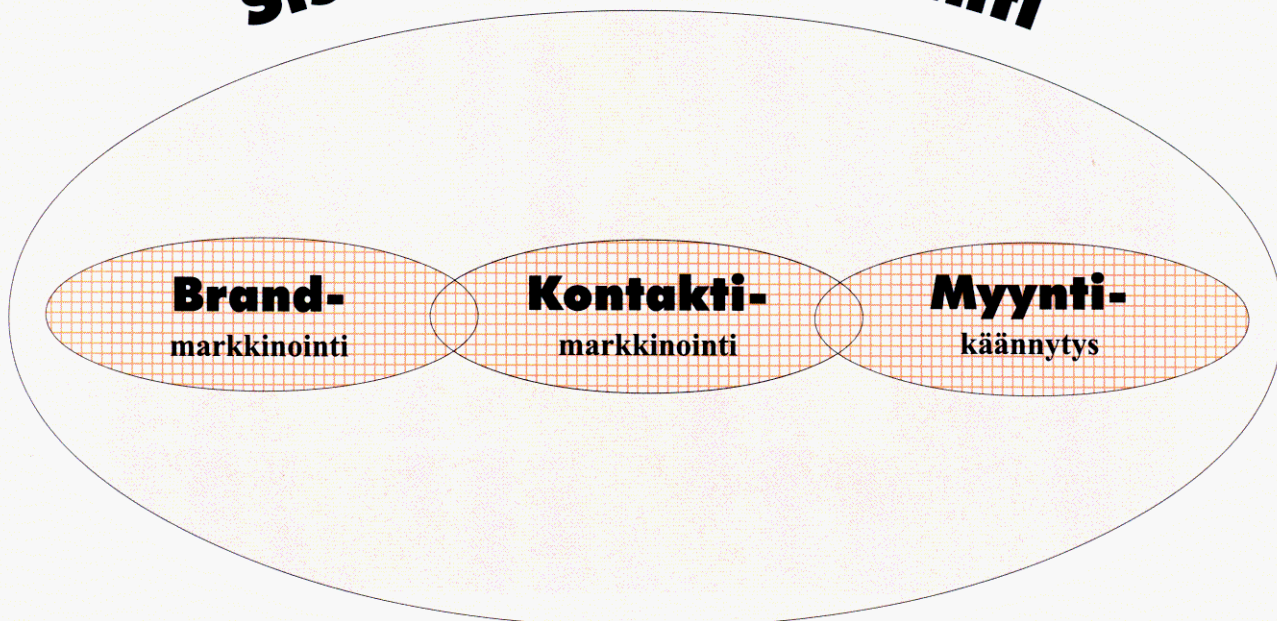 Brand-
markkinointi
Kontakti-
markkinointi
Myynti-
käännytys